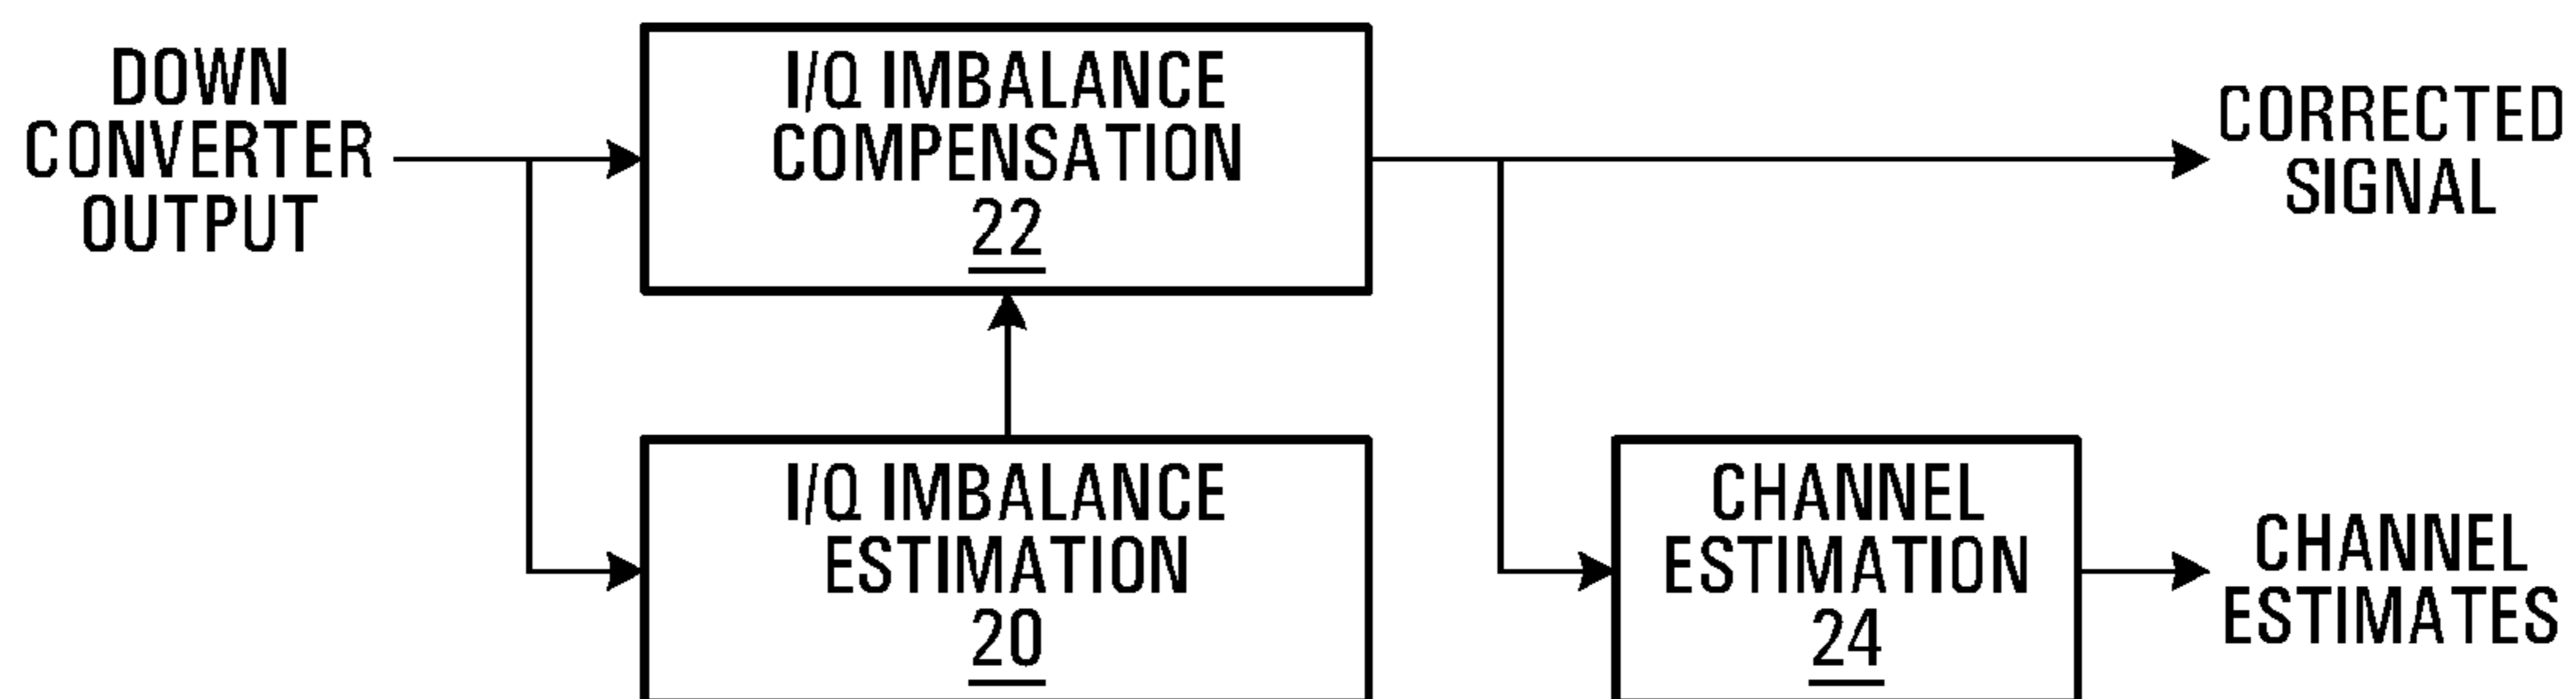 DOWN
CONVERTER
OUTPUT
I/Q IMBALANCE
COMPENSATION
22
CORRECTED
SIGNAL
I/Q IMBALANCE
ESTIMATION
20
CHANNEL
ESTIMATION
24
CHANNEL
ESTIMATES